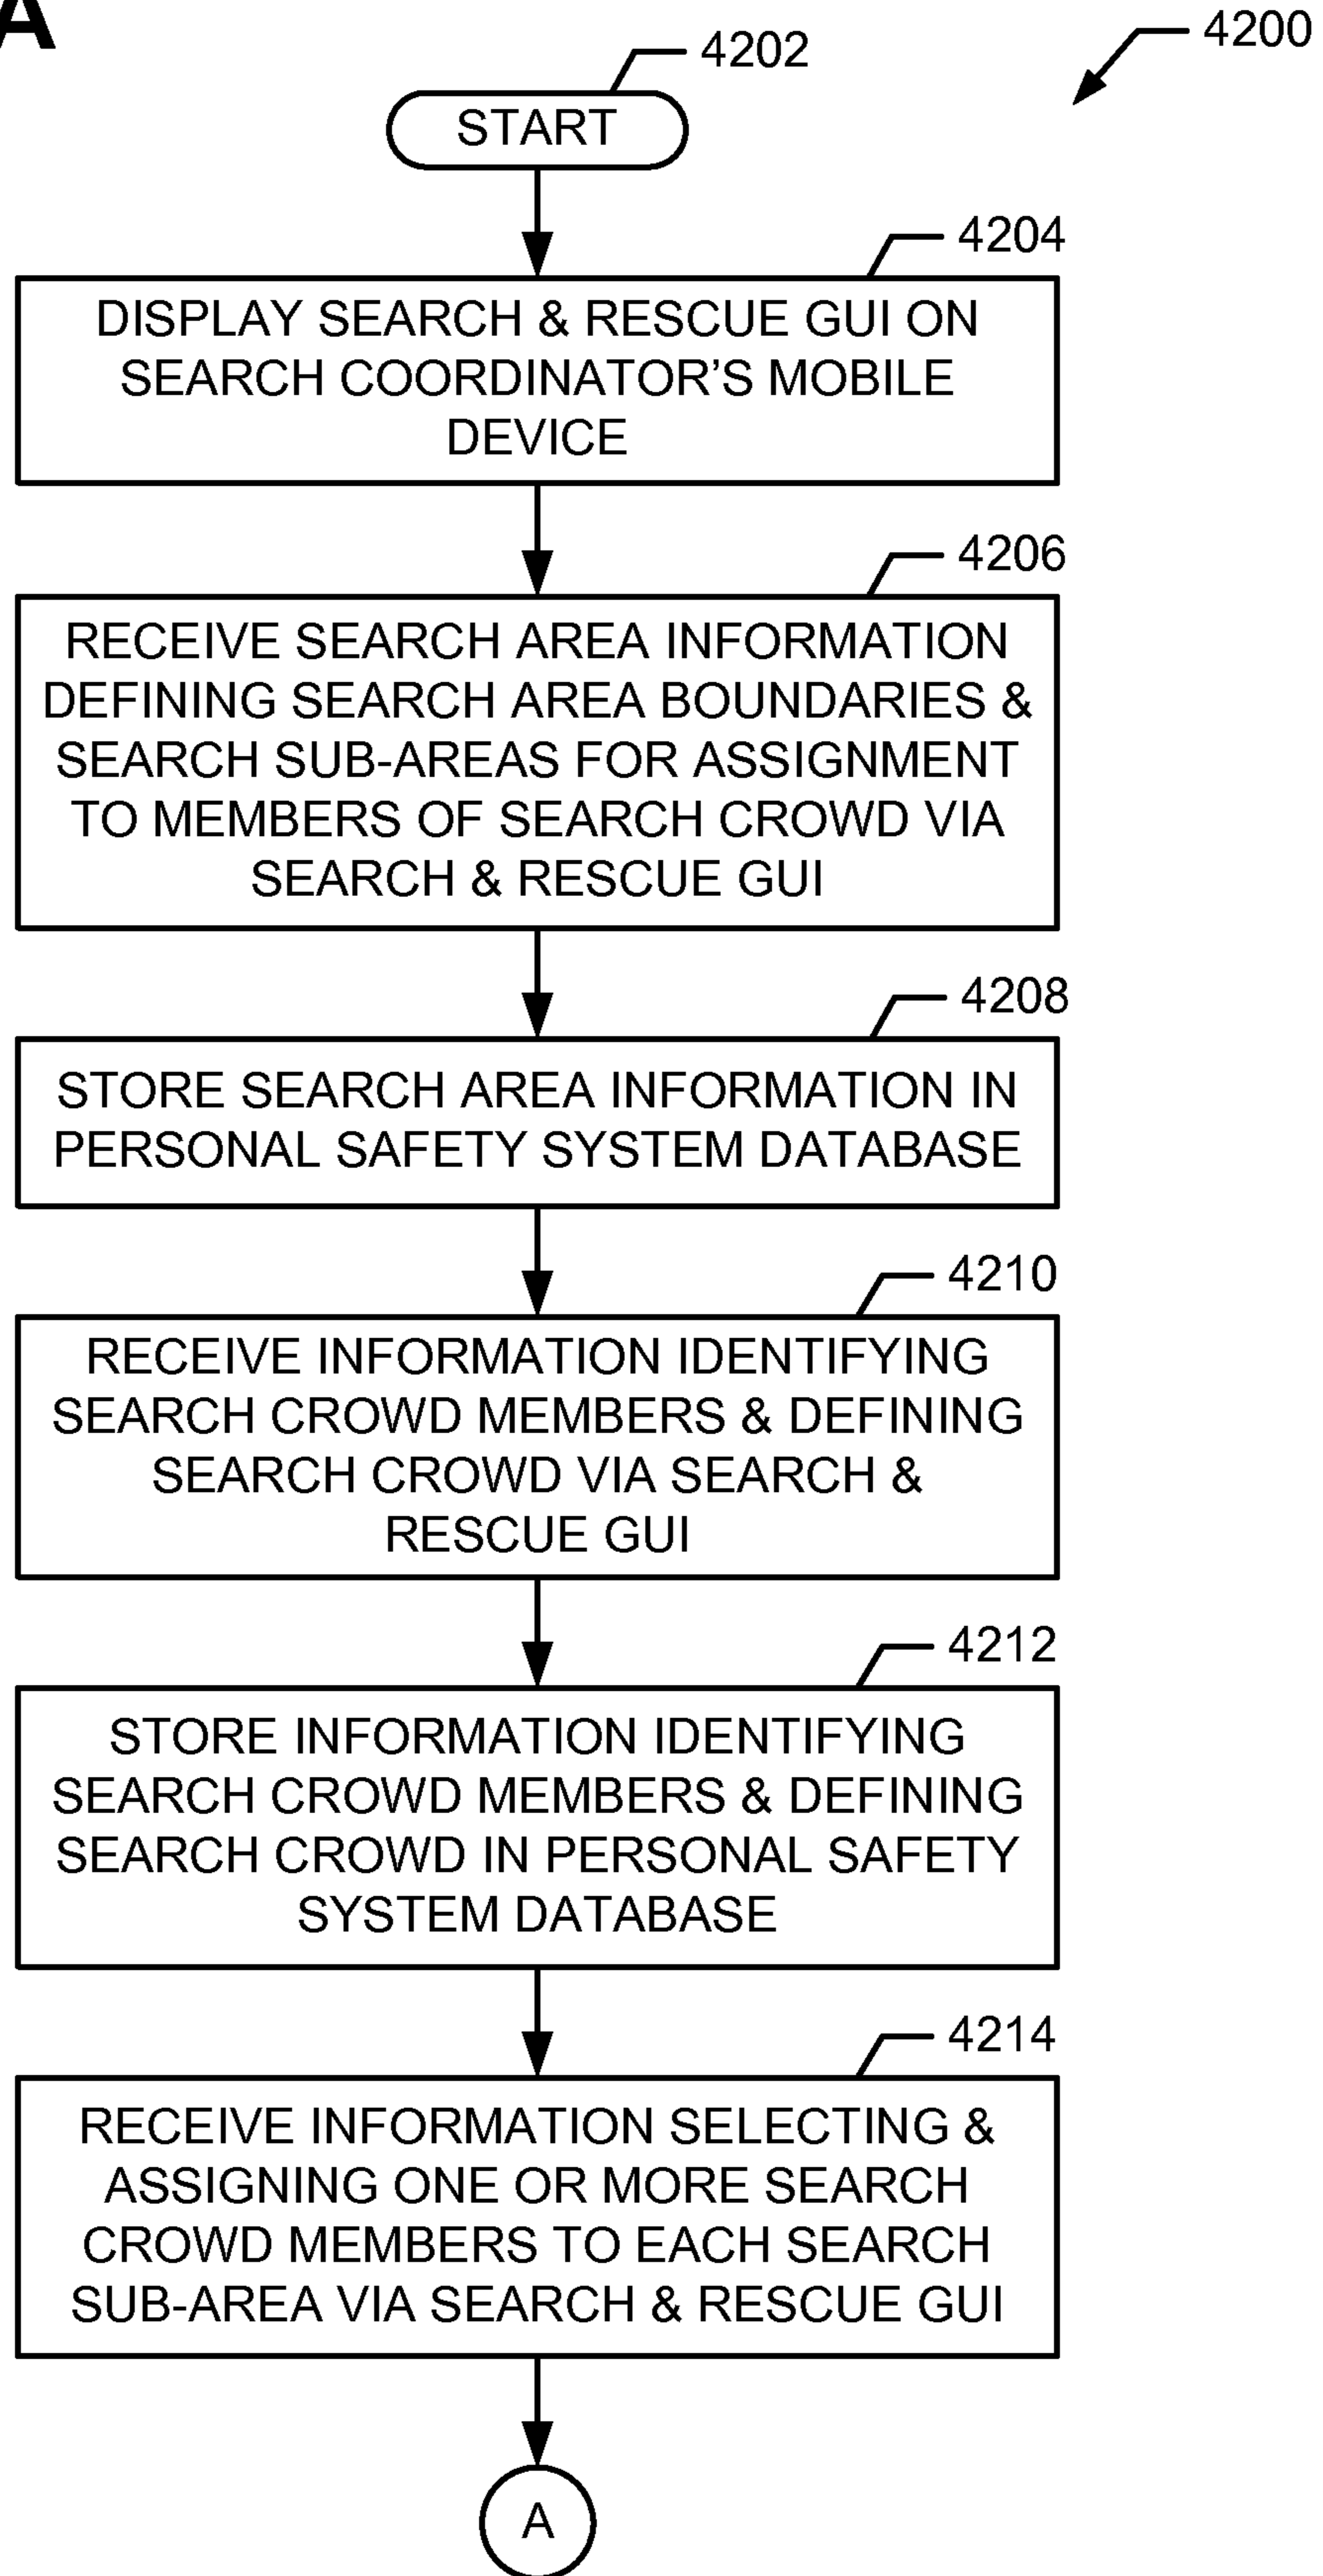 A
4200
4202
START
4204
DISPLAY SEARCH & RESCUE GUI ON
SEARCH COORDINATOR'S MOBILE
DEVICE
4206
RECEIVE SEARCH AREA INFORMATION
DEFINING SEARCH AREA BOUNDARIES &
SEARCH SUB-AREAS FOR ASSIGNMENT
TO MEMBERS OF SEARCH CROWD VIA
SEARCH & RESCUE GUI
4208
STORE SEARCH AREA INFORMATION IN
PERSONAL SAFETY SYSTEM DATABASE
4210
RECEIVE INFORMATION IDENTIFYING
SEARCH CROWD MEMBERS & DEFINING
SEARCH CROWD VIA SEARCH &
RESCUE GUI
4212
STORE INFORMATION IDENTIFYING
SEARCH CROWD MEMBERS & DEFINING
SEARCH CROWD IN PERSONAL SAFETY
SYSTEM DATABASE
4214
RECEIVE INFORMATION SELECTING &
ASSIGNING ONE OR MORE SEARCH
CROWD MEMBERS TO EACH SEARCH
SUB-AREA VIA SEARCH & RESCUE GUI
A